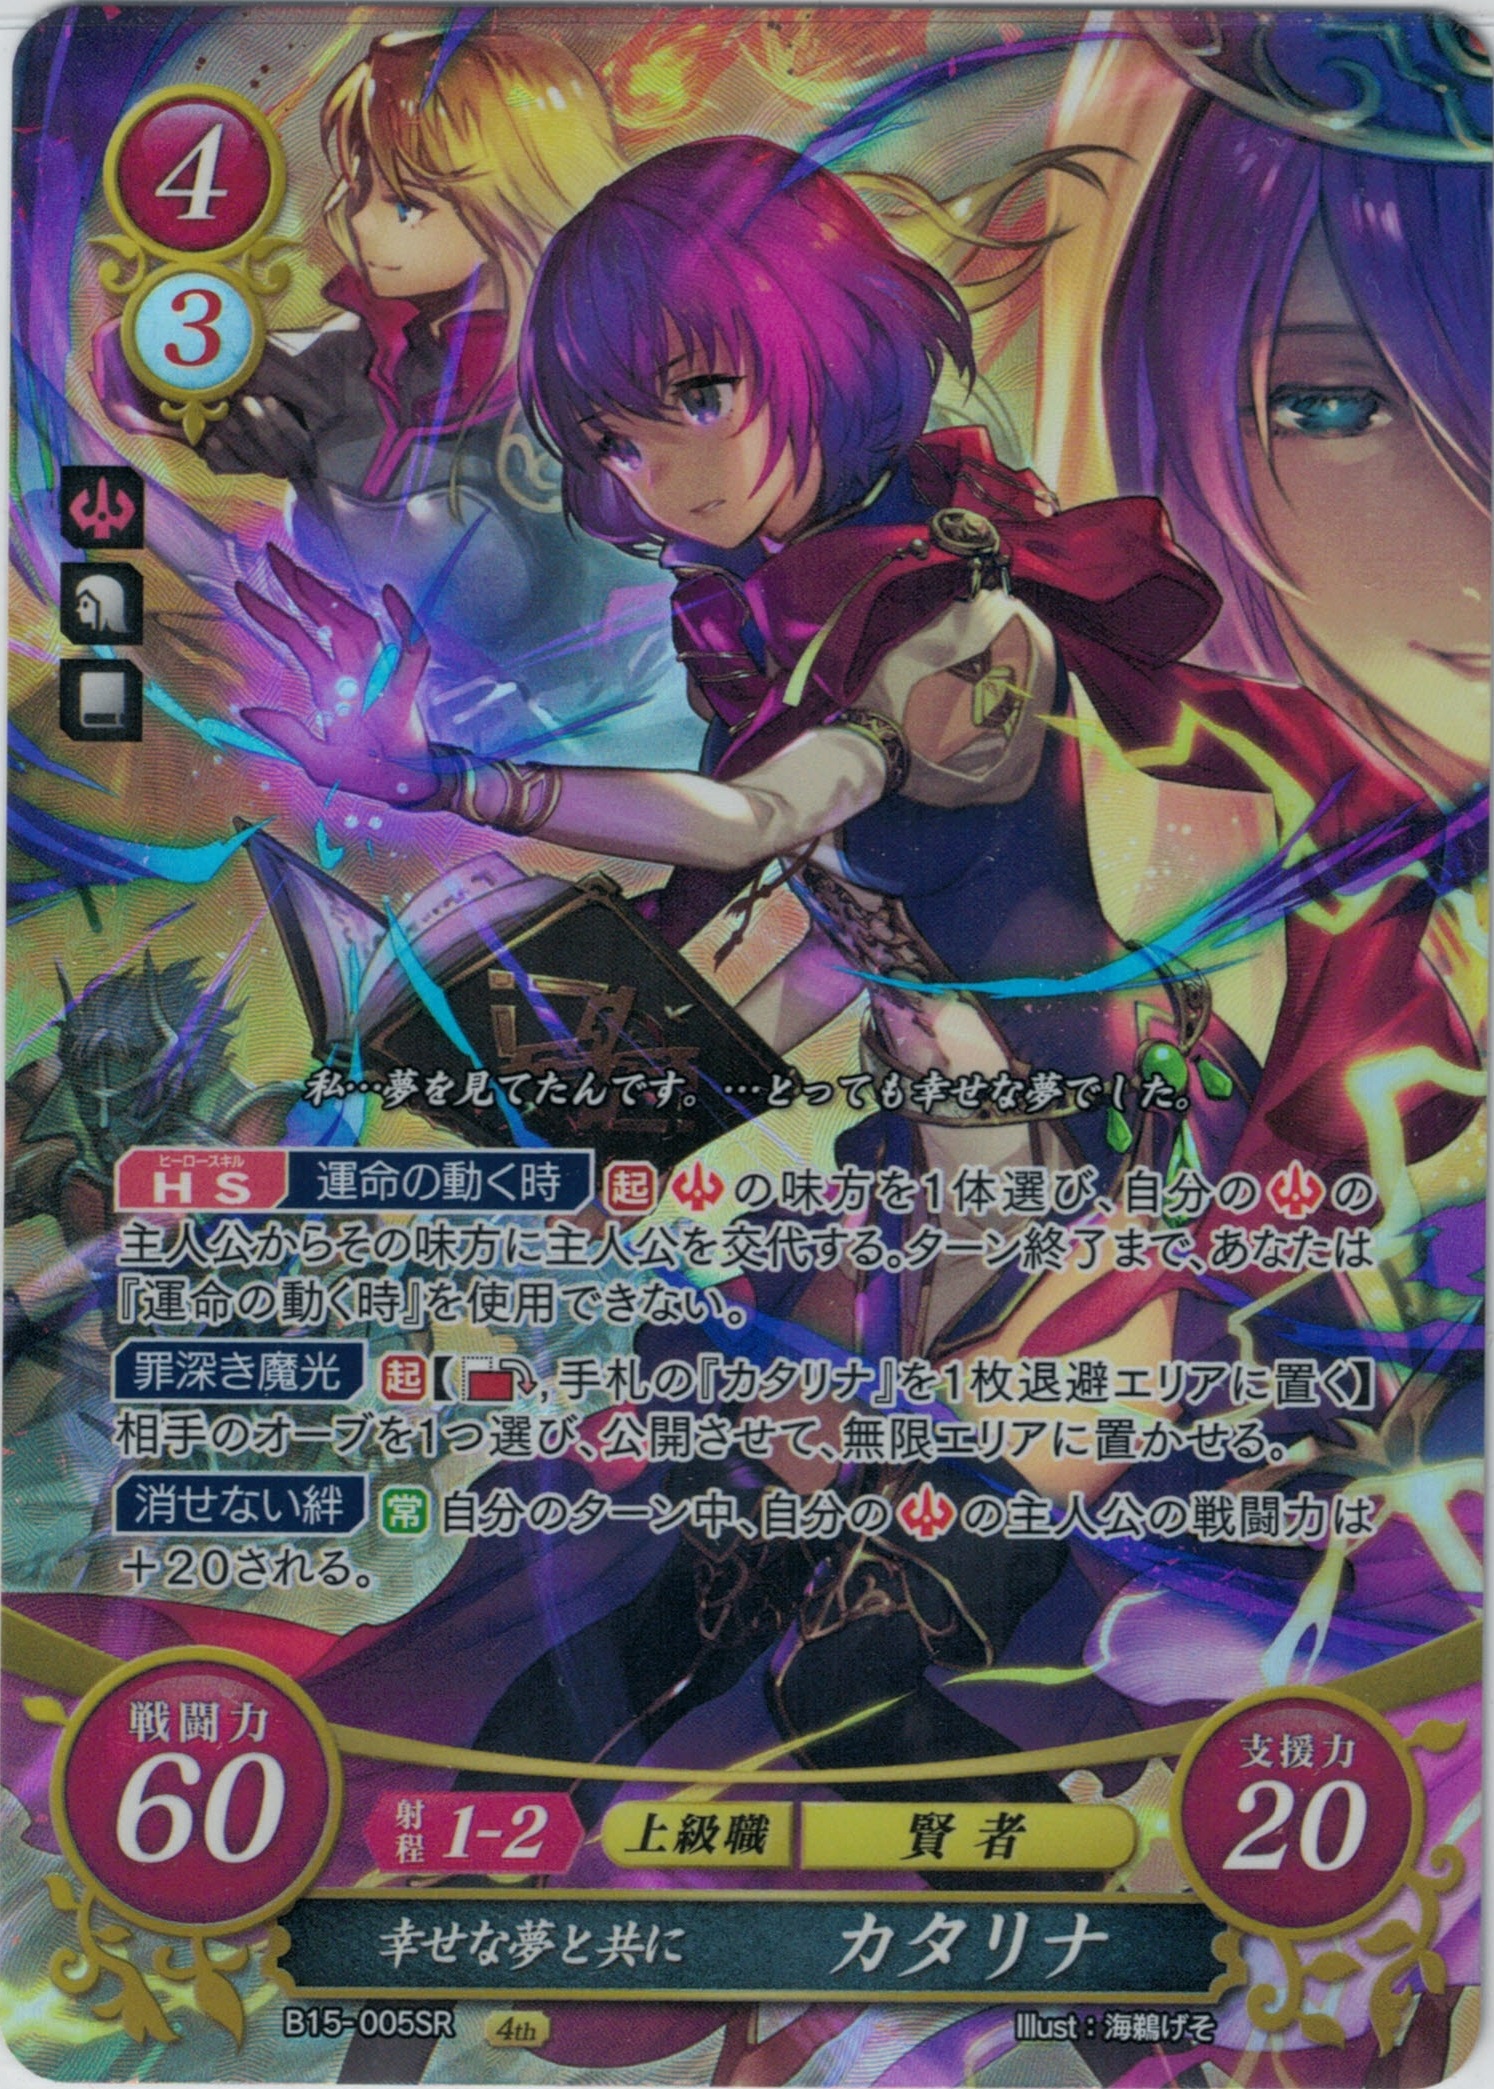 4
3
私…夢を見てたんです。…とっても幸せな夢でした。
ヒーロースキル
HS 運命の動く時 起 の味方を1体選び、自分の の
主人公からその味方に主人公を交代する。ターン終了まで、あなたは
『運命の動く時』を使用できない。
罪深き魔光 起【 ,手札の『カタリナ』を1枚退避エリアに置く】
相手のオーブを1つ選び、公開させて、無限エリアに置かせる。
消せない絆 常 自分のターン中、自分の の主人公の戦闘力は
+20される。
戦闘力
60
支援力
20
射程 1-2 上級職 賢者
幸せな夢と共に カタリナ
B15-005SR 4th Illust:海鵜げそ